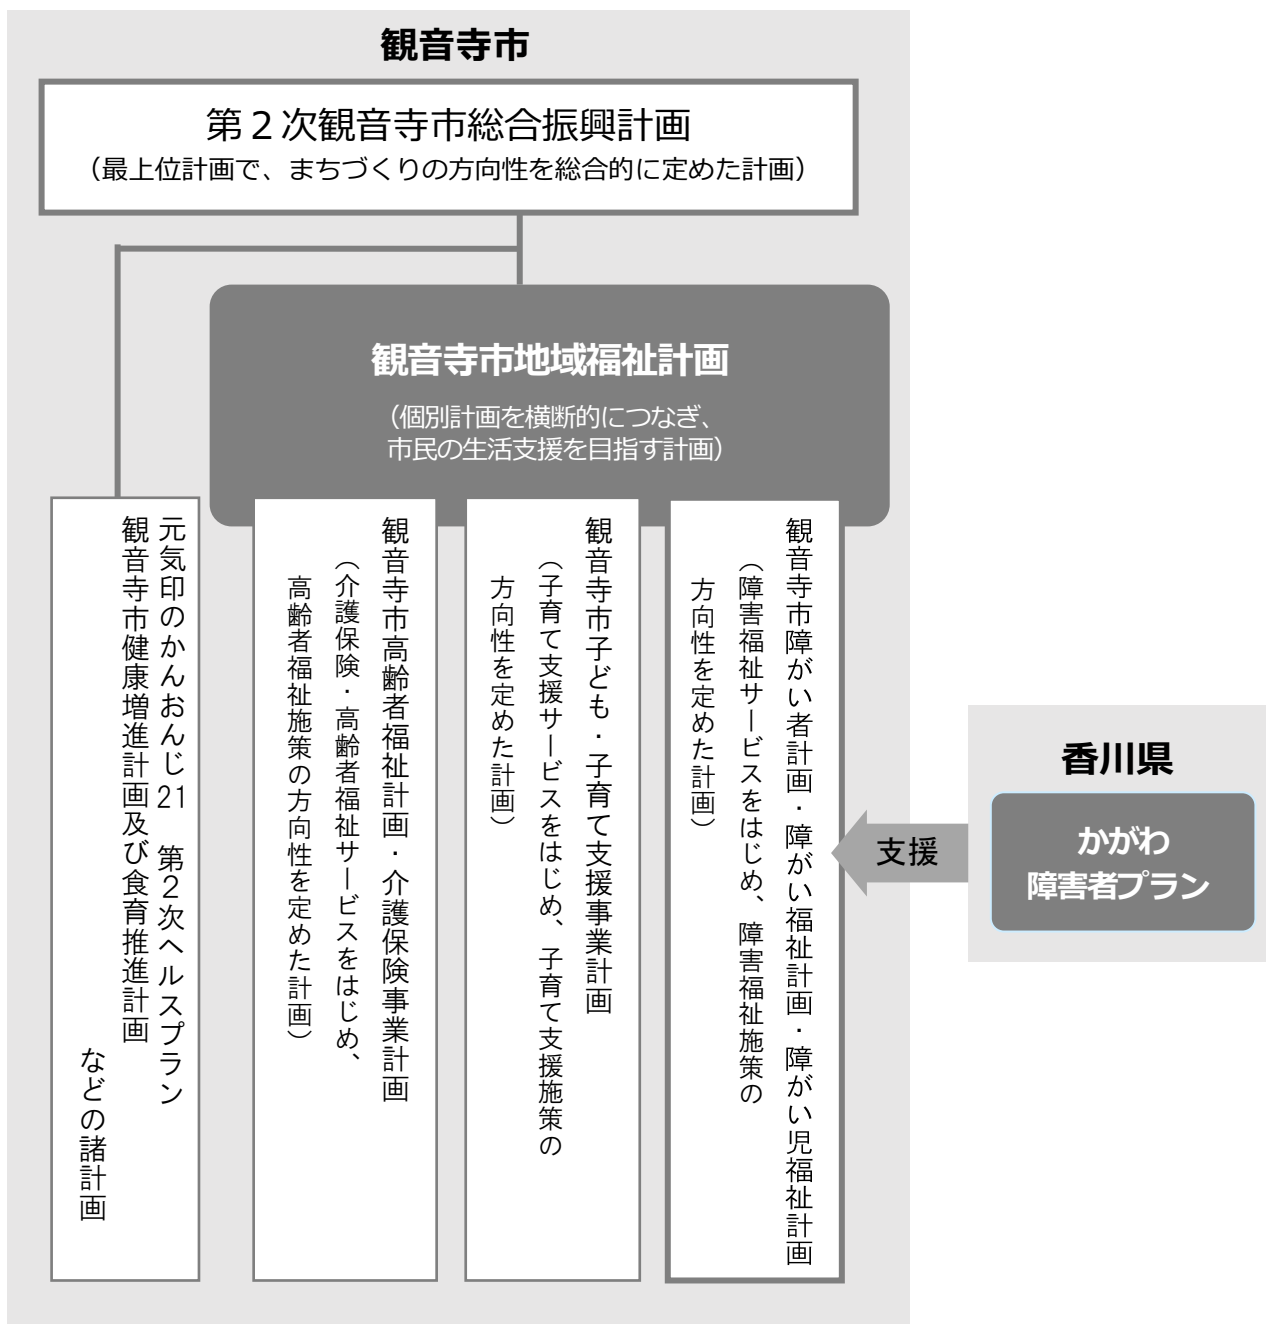 観音寺市
第２次観音寺市総合振興計画
（最上位計画で、まちづくりの方向性を総合的に定めた計画）
観音寺市地域福祉計画
（個別計画を横断的につなぎ、
市民の生活支援を目指す計画）
観音寺市障がい者計画・障がい福祉計画・障がい児福祉計画
（障害福祉サービスをはじめ、障害福祉施策の
方向性を定めた計画）
観音寺市子ども・子育て支援事業計画
（子育て支援サービスをはじめ、子育て支援施策の
方向性を定めた計画）
観音寺市高齢者福祉計画・介護保険事業計画
（介護保険・高齢者福祉サービスをはじめ、
高齢者福祉施策の方向性を定めた計画）
元気印のかんおんじ21　第２次ヘルスプラン
観音寺市健康増進計画及び食育推進計画
などの諸計画
香川県
かがわ
障害者プラン
支援